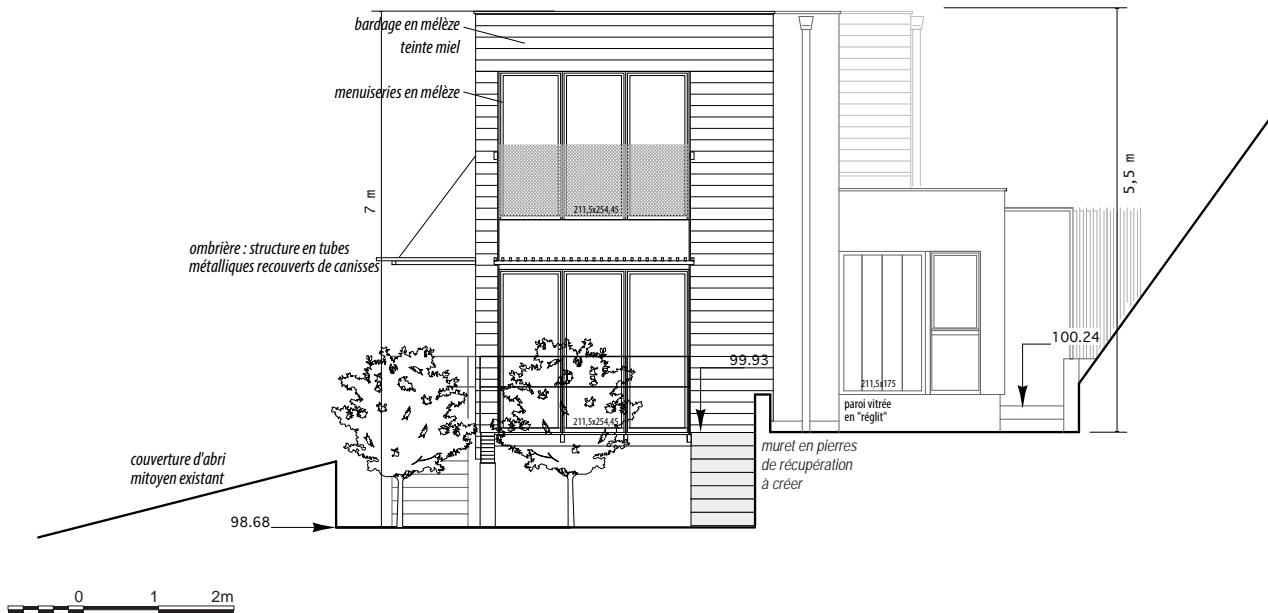 bardage en mélèze
teinte miel
menuiseries en mélèze
7 m
5,5 m
211,5x254,45
ombrière : structure en tubes
métalliques recouverts de canisses
100.24
99.93
211,5x175
paroi vitrée
en "réglit"
211,5x254,45
muret en pierres
de récupération
à créer
couverture d'abri
mitoyen existant
98.68
0 1 2m